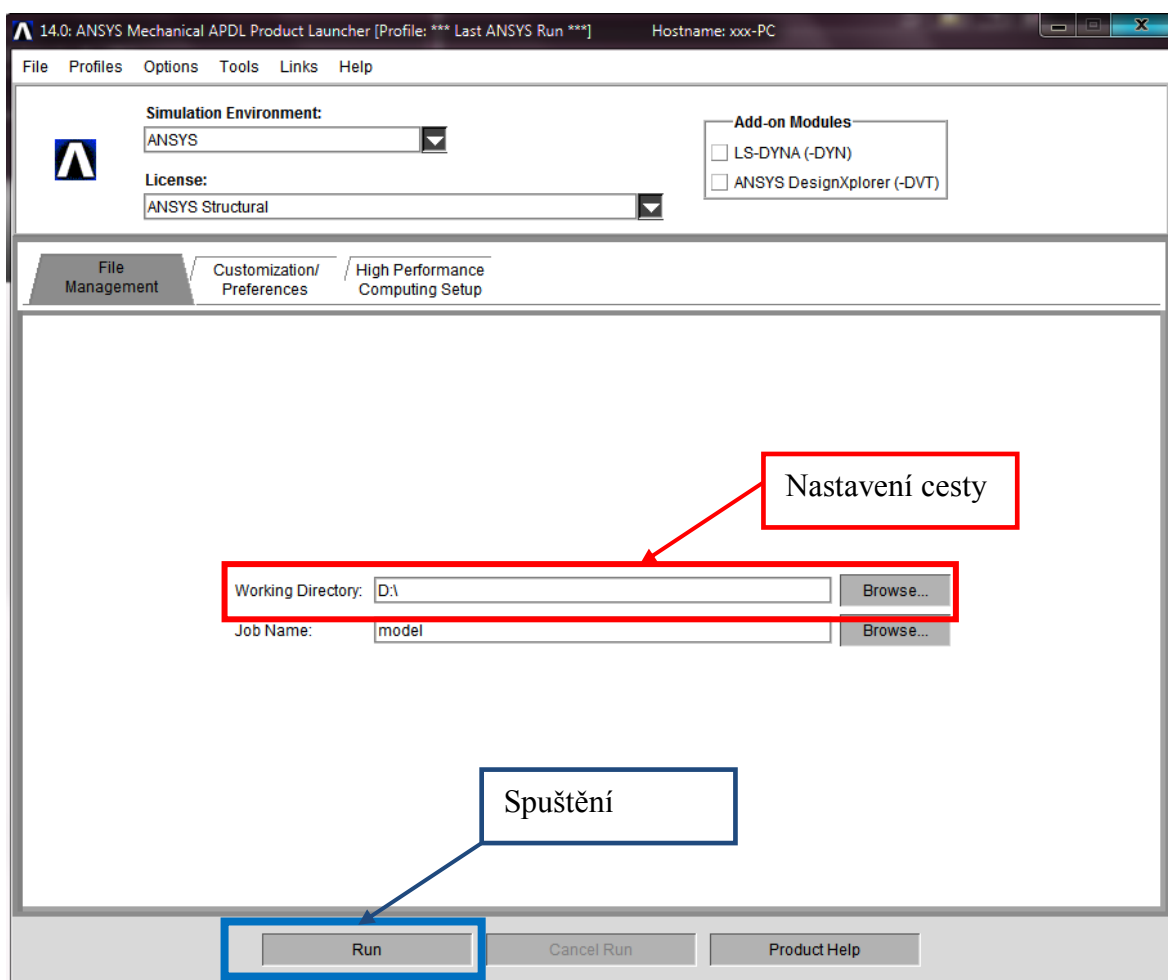 14.0: ANSYS Mechanical APDL Product Launcher [Profile: *** Last ANSYS Run ***] Hostname: xxx-PC
File Profiles Options Tools Links Help
Simulation Environment:
ANSYS
License:
ANSYS Structural
Add-on Modules
LS-DYNA (-DYN)
ANSYS DesignXplorer (-DVT)
File
Management
Customization/
Preferences
High Performance
Computing Setup
Nastavení cesty
Working Directory: D:\ Browse...
Job Name: model Browse...
Spuštění
Run Cancel Run Product Help